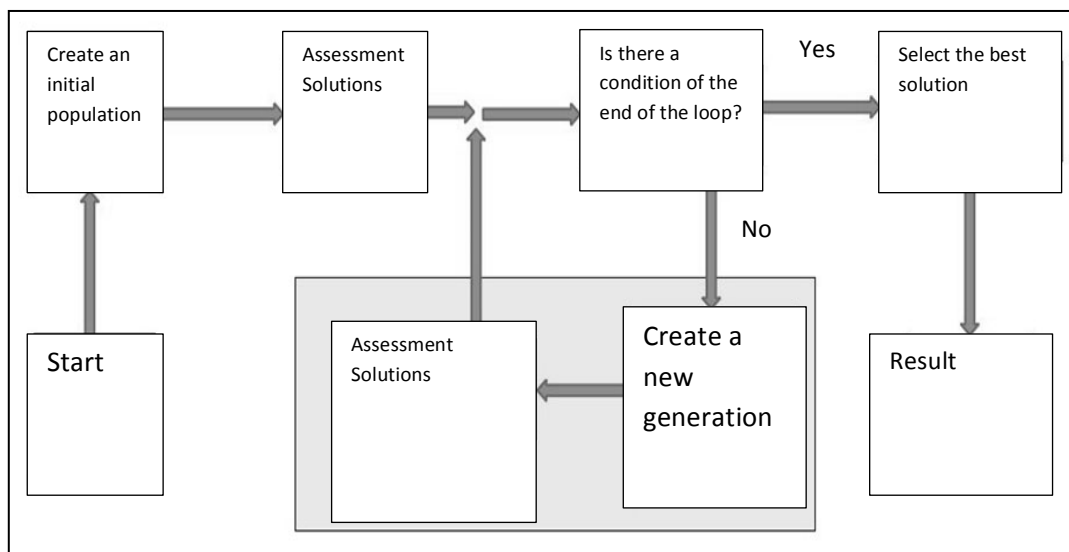 Create an
initial
population
Assessment
Solutions
Is there a
condition of the
end of the loop?
Yes
Select the best
solution
No
Start
Assessment
Solutions
Create a
new
generation
Result